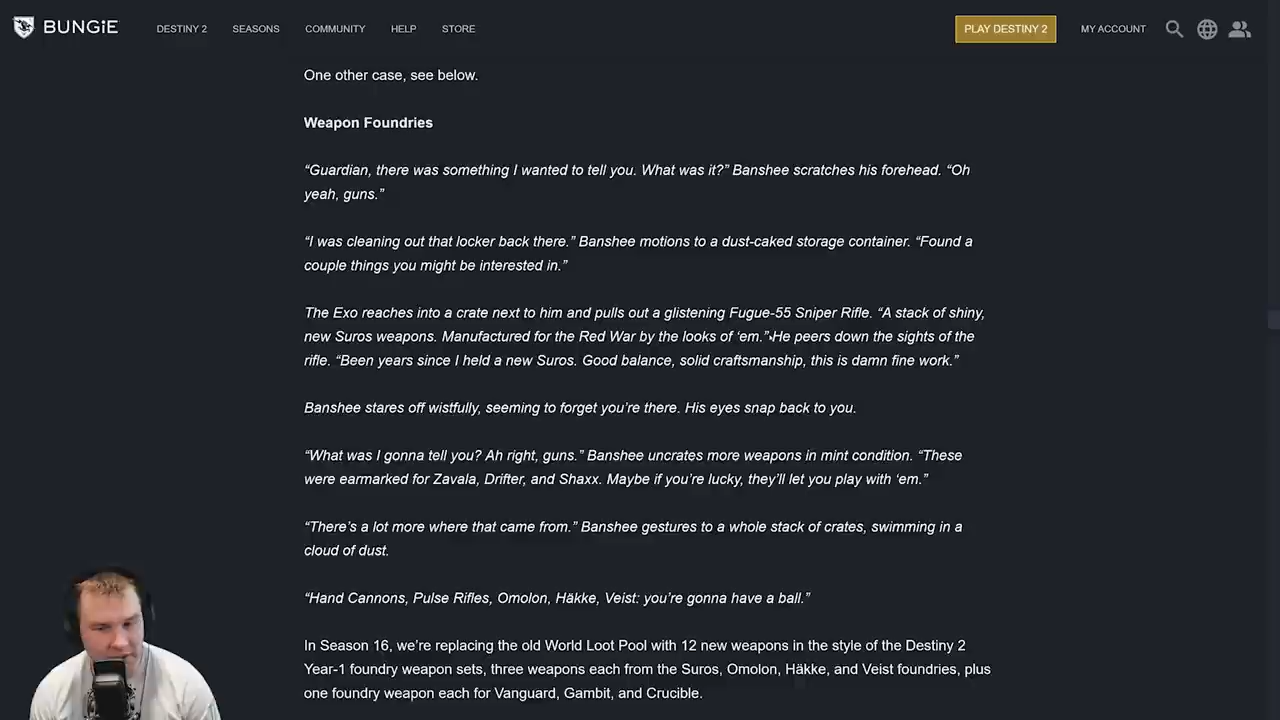 BUNGiE DESTINY 2 SEASONS COMMUNITY HELP STORE PLAY DESTINY 2 MY ACCOUNT
One other case, see below.
Weapon Foundries
“Guardian, there was something I wanted to tell you. What was it?” Banshee scratches his forehead. “Oh
yeah, guns.”
“I was cleaning out that locker back there.” Banshee motions to a dust-caked storage container. “Found a
couple things you might be interested in.”
The Exo reaches into a crate next to him and pulls out a glistening Fugue-55 Sniper Rifle. “A stack of shiny,
new Suros weapons. Manufactured for the Red War by the looks of ‘em.” He peers down the sights of the
rifle. “Been years since I held a new Suros. Good balance, solid craftsmanship, this is damn fine work.”
Banshee stares off wistfully, seeming to forget you’re there. His eyes snap back to you.
“What was I gonna tell you? Ah right, guns.” Banshee uncrates more weapons in mint condition. “These
were earmarked for Zavala, Drifter, and Shaxx. Maybe if you’re lucky, they’ll let you play with ‘em.”
“There’s a lot more where that came from.” Banshee gestures to a whole stack of crates, swimming in a
cloud of dust.
“Hand Cannons, Pulse Rifles, Omolon, Häkke, Veist: you’re gonna have a ball.”
In Season 16, we’re replacing the old World Loot Pool with 12 new weapons in the style of the Destiny 2
Year-1 foundry weapon sets, three weapons each from the Suros, Omolon, Häkke, and Veist foundries, plus
one foundry weapon each for Vanguard, Gambit, and Crucible.